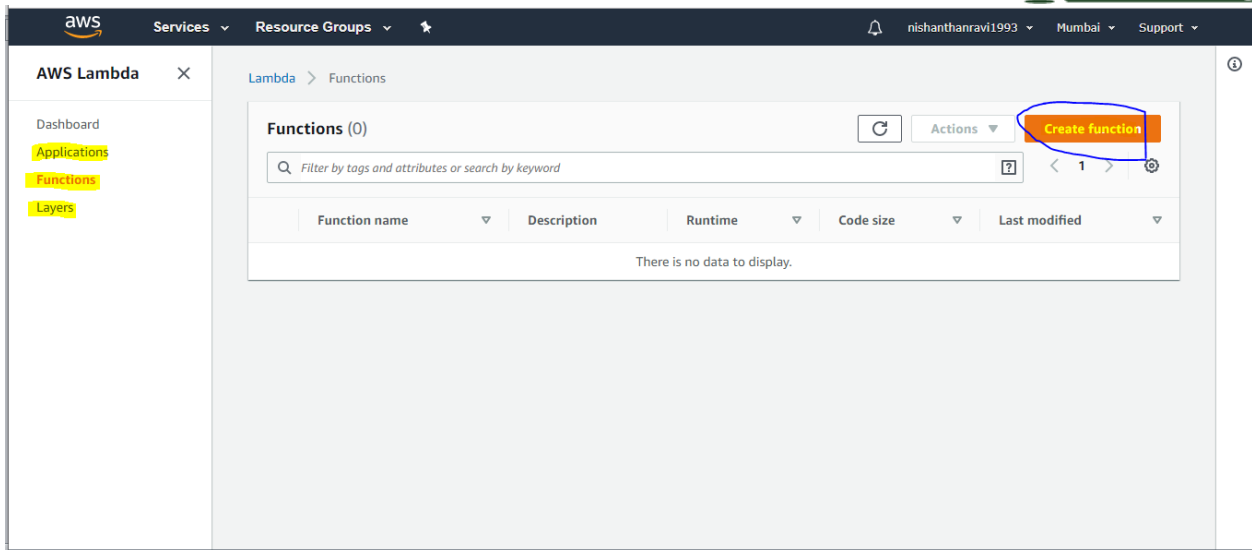 aws Services Resource Groups nishanthanravi1993 Mumbai Support
AWS Lambda
Lambda > Functions
Dashboard
Applications
Functions
Layers
Functions (0)
Actions
Create function
Filter by tags and attributes or search by keyword
?
< 1 >
Function name Description Runtime Code size Last modified
There is no data to display.